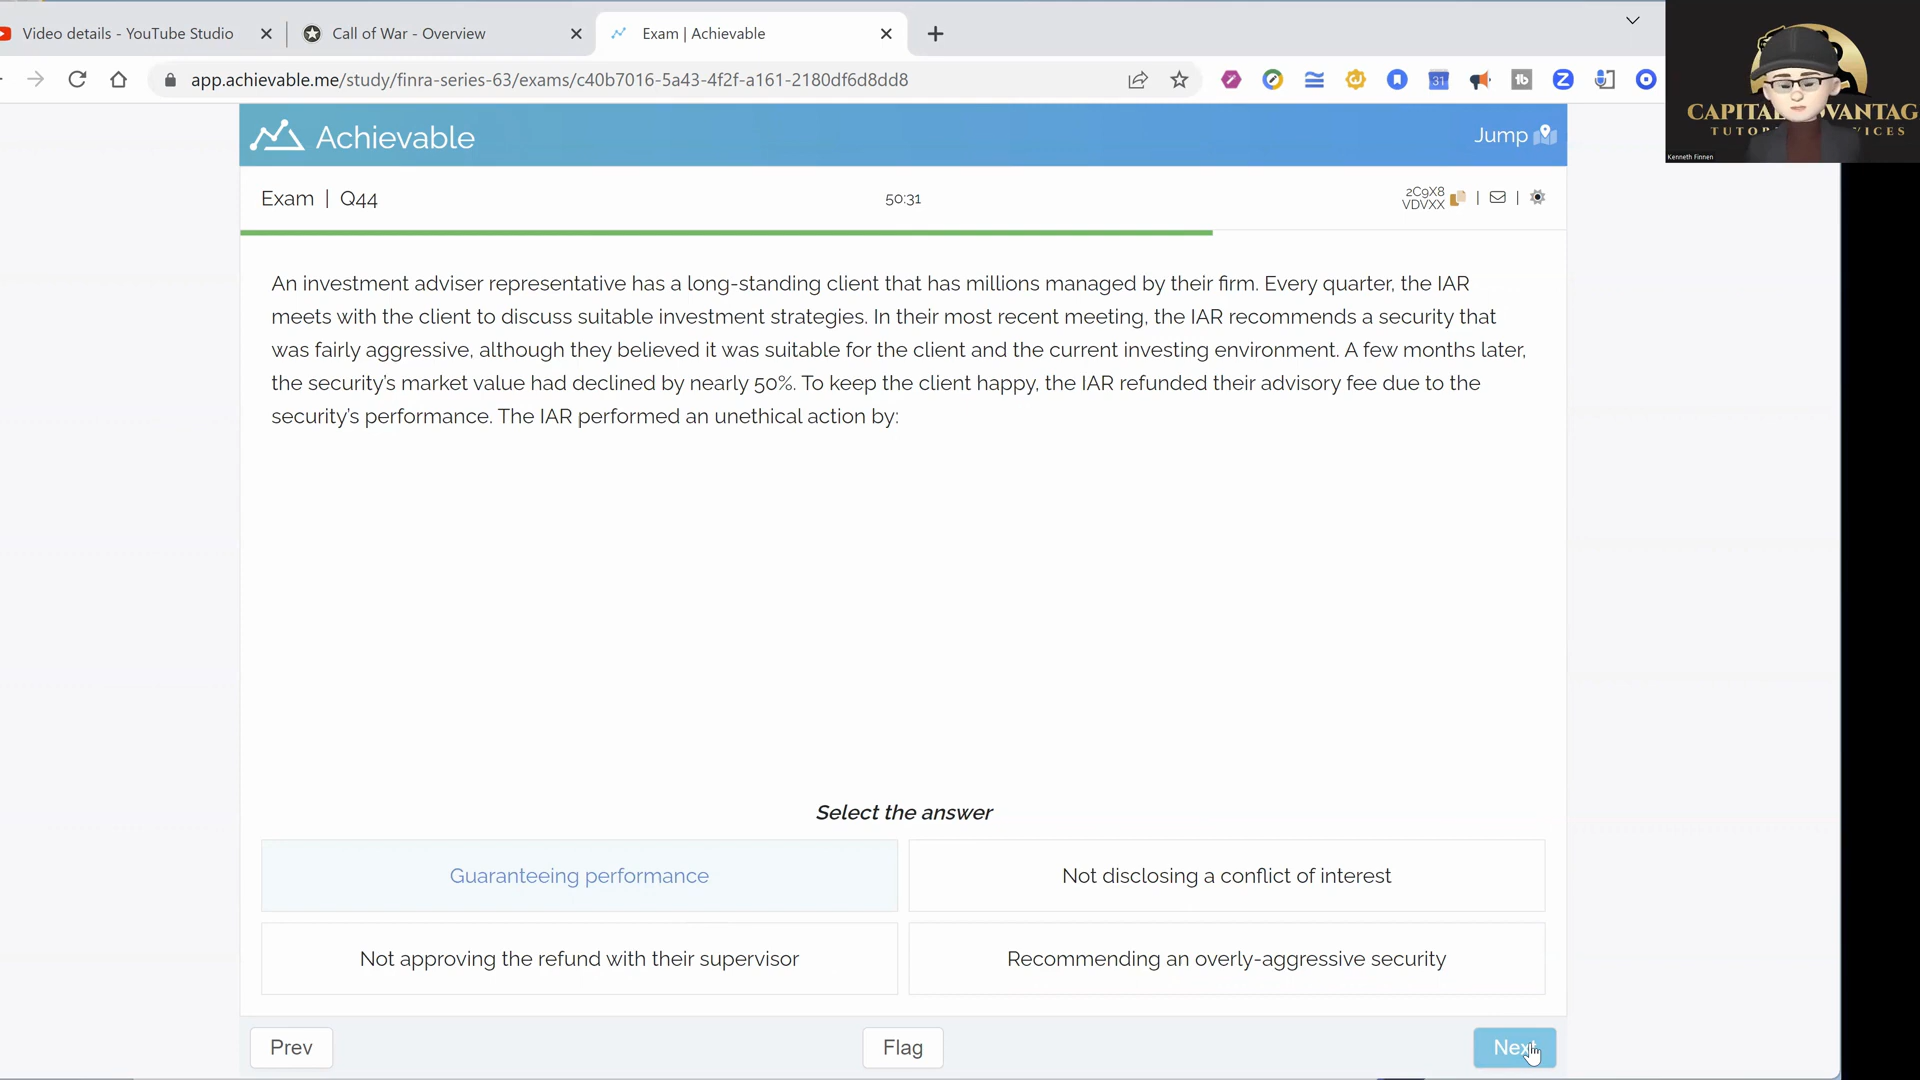 Video details - YouTube Studio
Call of War - Overview
Exam | Achievable
app.achievable.me/study/finra-series-63/exams/c40b7016-5a43-4f2f-a161-2180df6d8dd8
31
1b
Z
Kenneth Finnen
Achievable
Jump
Exam | Q44
50:31
2C9X8
VDVXX
An investment adviser representative has a long-standing client that has millions managed by their firm. Every quarter, the IAR
meets with the client to discuss suitable investment strategies. In their most recent meeting, the IAR recommends a security that
was fairly aggressive, although they believed it was suitable for the client and the current investing environment. A few months later,
the security's market value had declined by nearly 50%. To keep the client happy, the IAR refunded their advisory fee due to the
security's performance. The IAR performed an unethical action by:
Select the answer
Guaranteeing performance
Not disclosing a conflict of interest
Not approving the refund with their supervisor
Recommending an overly-aggressive security
Prev
Flag
Next